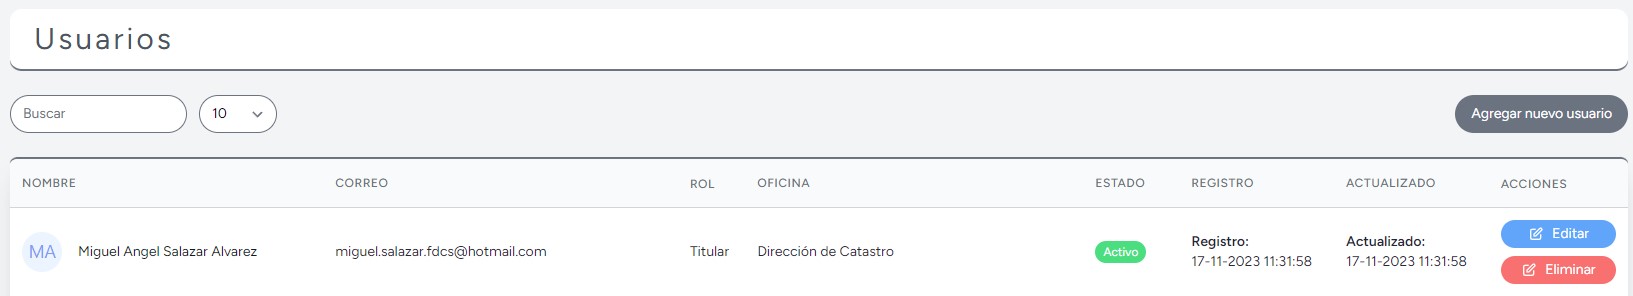 Usuarios
Buscar
10
Agregar nuevo usuario
NOMBRE CORREO ROL OFICINA ESTADO REGISTRO ACTUALIZADO ACCIONES
MA Miguel Angel Salazar Alvarez miguel.salazar.fdcs@hotmail.com Titular Dirección de Catastro Activo
Registro:
17-11-2023 11:31:58
Actualizado:
17-11-2023 11:31:58
Editar
Eliminar